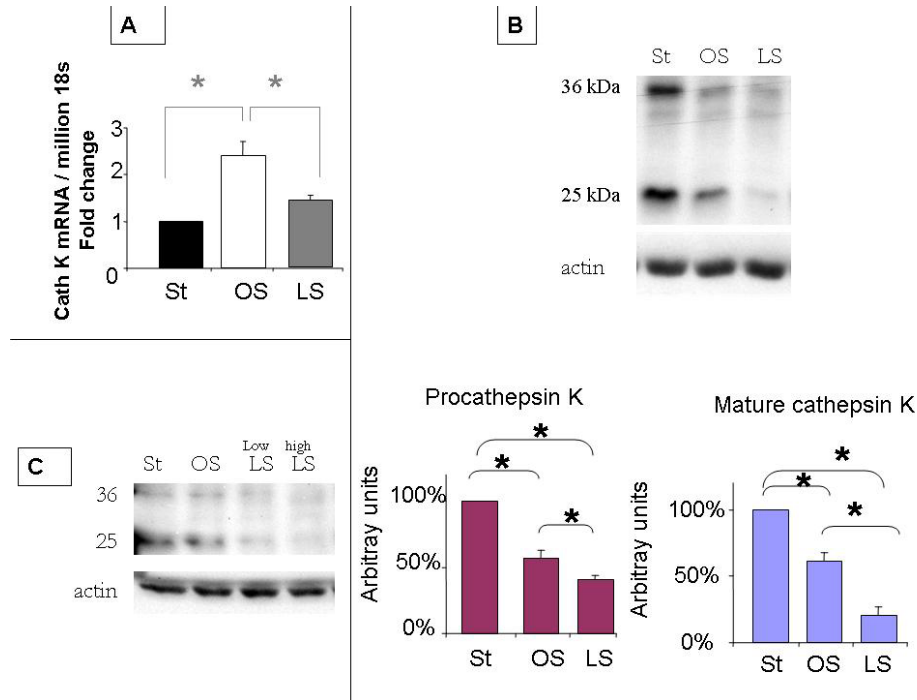 A
*
*
Cath K mRNA / million 18s
Fold change
3
2
1
0
St OS LS
B
St OS LS
36 kDa
25 kDa
actin
C
Low high
St OS LS LS
36
25
actin
Procathepsin K
*
*
*
Arbitray units
100%
50%
0%
St OS LS
Mature cathepsin K
*
*
*
Arbitray units
100%
50%
0%
St OS LS